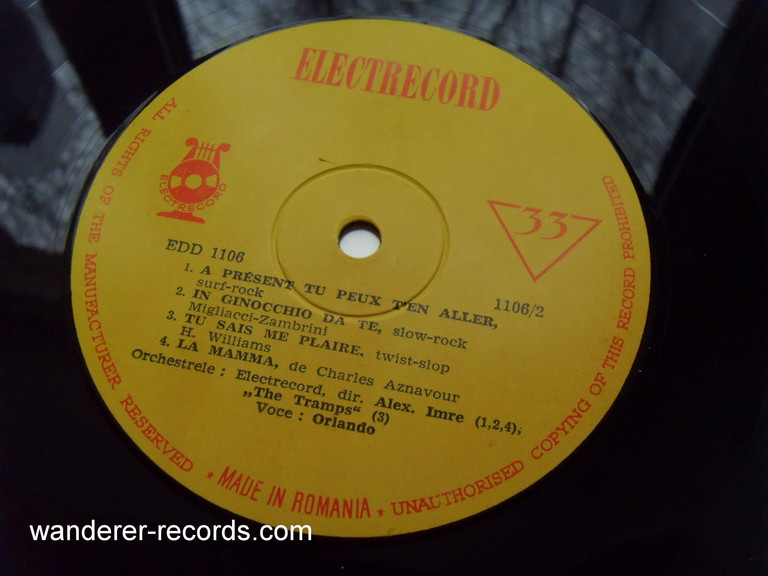 ELECTRECORD
ELECTRECORD
33
EDD 1106
1106/2
1. A PRÉSENT TU PEUX T'EN ALLER,
surf-rock
2. IN GINOCCHIO DA TE, slow-rock
Migliacci-Zambrini
3. TU SAIS ME PLAIRE, twist-slop
H. Williams
4. LA MAMMA, de Charles Aznavour
Orchestrele : Electrecord, dir. Alex. Imre (1,2,4),
„The Tramps“ (3)
Voce : Orlando
ALL RIGHTS OF THE MANUFACTURER RESERVED * MADE IN ROMANIA * UNAUTHORISED COPYING OF THIS RECORD PROHIBITED
wanderer-records.com